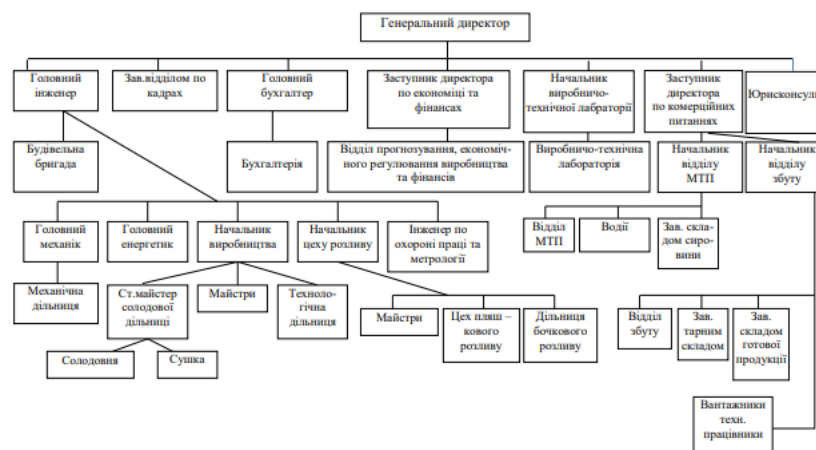 Генеральний директор
Головний
інженер
Зав.відділом по
кадрах
Головний
бухгалтер
Заступник директора
по економіці та
фінансах
Начальник
виробничо-
технічної лабраторії
Заступник
директора
по комерційних
питаннях
Юрисконсуль
Будівельна
бригада
Бухгалтерія
Відділ прогнозування, економіч-
ного регулювання виробництва
та фінансів
Виробничо-технічна
лабораторія
Начальник
відділу
МТП
Начальник
відділу
збуту
Головний
механік
Головний
енергетик
Начальник
виробництва
Начальник
цеху розливу
Інженер по
охороні праці та
метрології
Відділ
МТП
Водії
Зав. скла-
дом сиро-
вини
Механічна
дільниця
Ст.майстер
солодової
дільниці
Майстри
Техноло-
гічна
дільниця
Майстри
Цех пляш –
кового
розливу
Дільниця
бочкового
розливу
Відділ
збуту
Зав.
тарним
складом
Зав.
складом
готової
продукції
Солодовня
Сушка
Вантажники
техн.
працівники